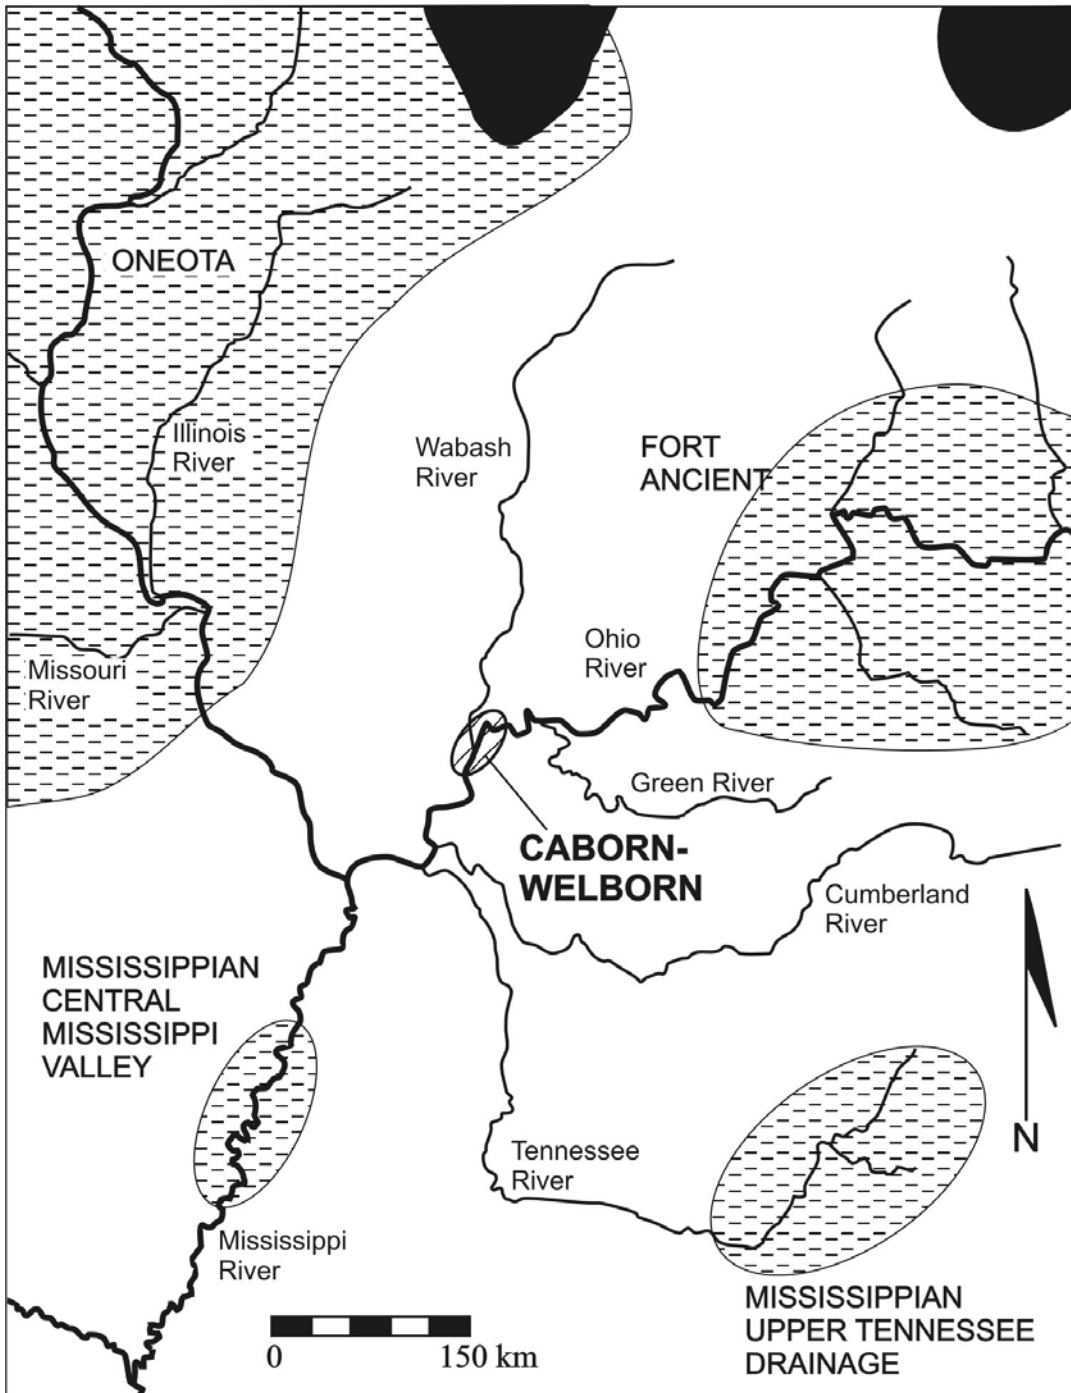 ONEOTA
Illinois
River
Wabash
River
FORT
ANCIENT
Ohio
River
Missouri
River
Green River
CABORN-
WELBORN
Cumberland
River
MISSISSIPPIAN
CENTRAL
MISSISSIPPI
VALLEY
N
Tennessee
River
Mississippi
River
MISSISSIPPIAN
UPPER TENNESSEE
DRAINAGE
0 150 km